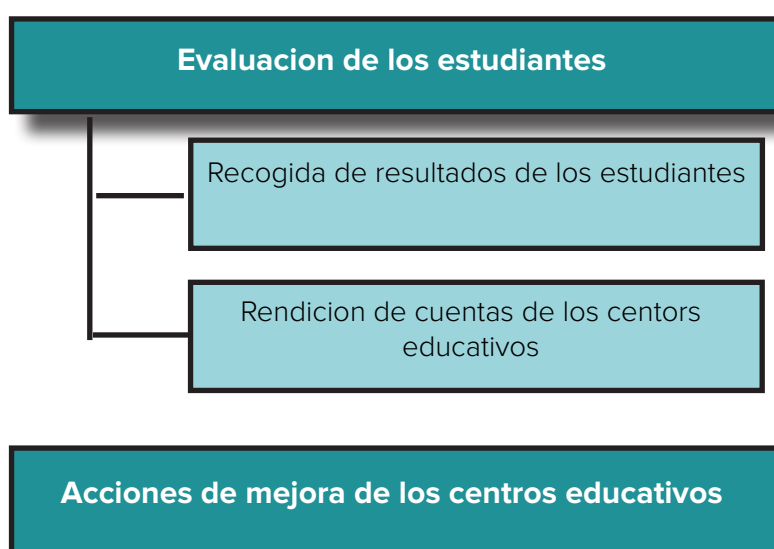 Evaluacion de los estudiantes
Recogida de resultados de los estudiantes
Rendicion de cuentas de los centors
educativos
Acciones de mejora de los centros educativos